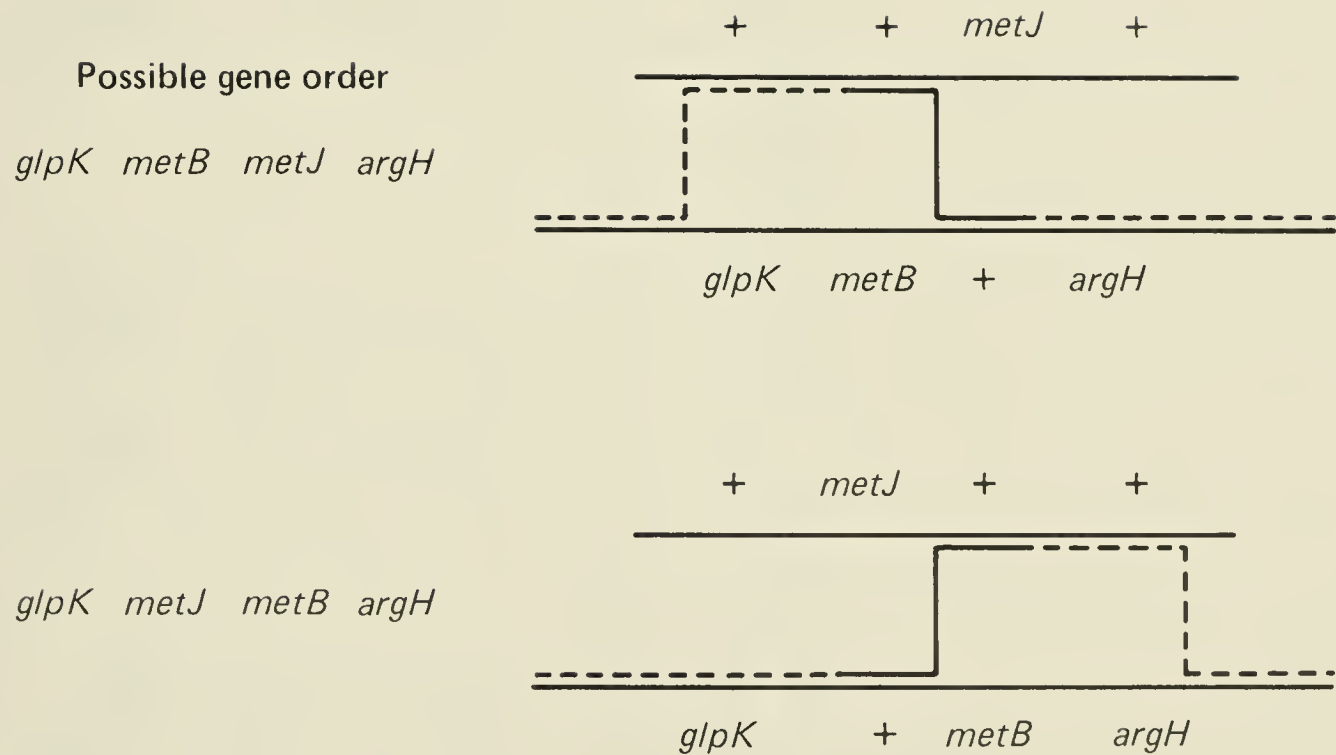 + + metJ +
Possible gene order
glpK metB metJ argH
glpK metB + argH
+ metJ + +
glpK metJ metB argH
glpK + metB argH